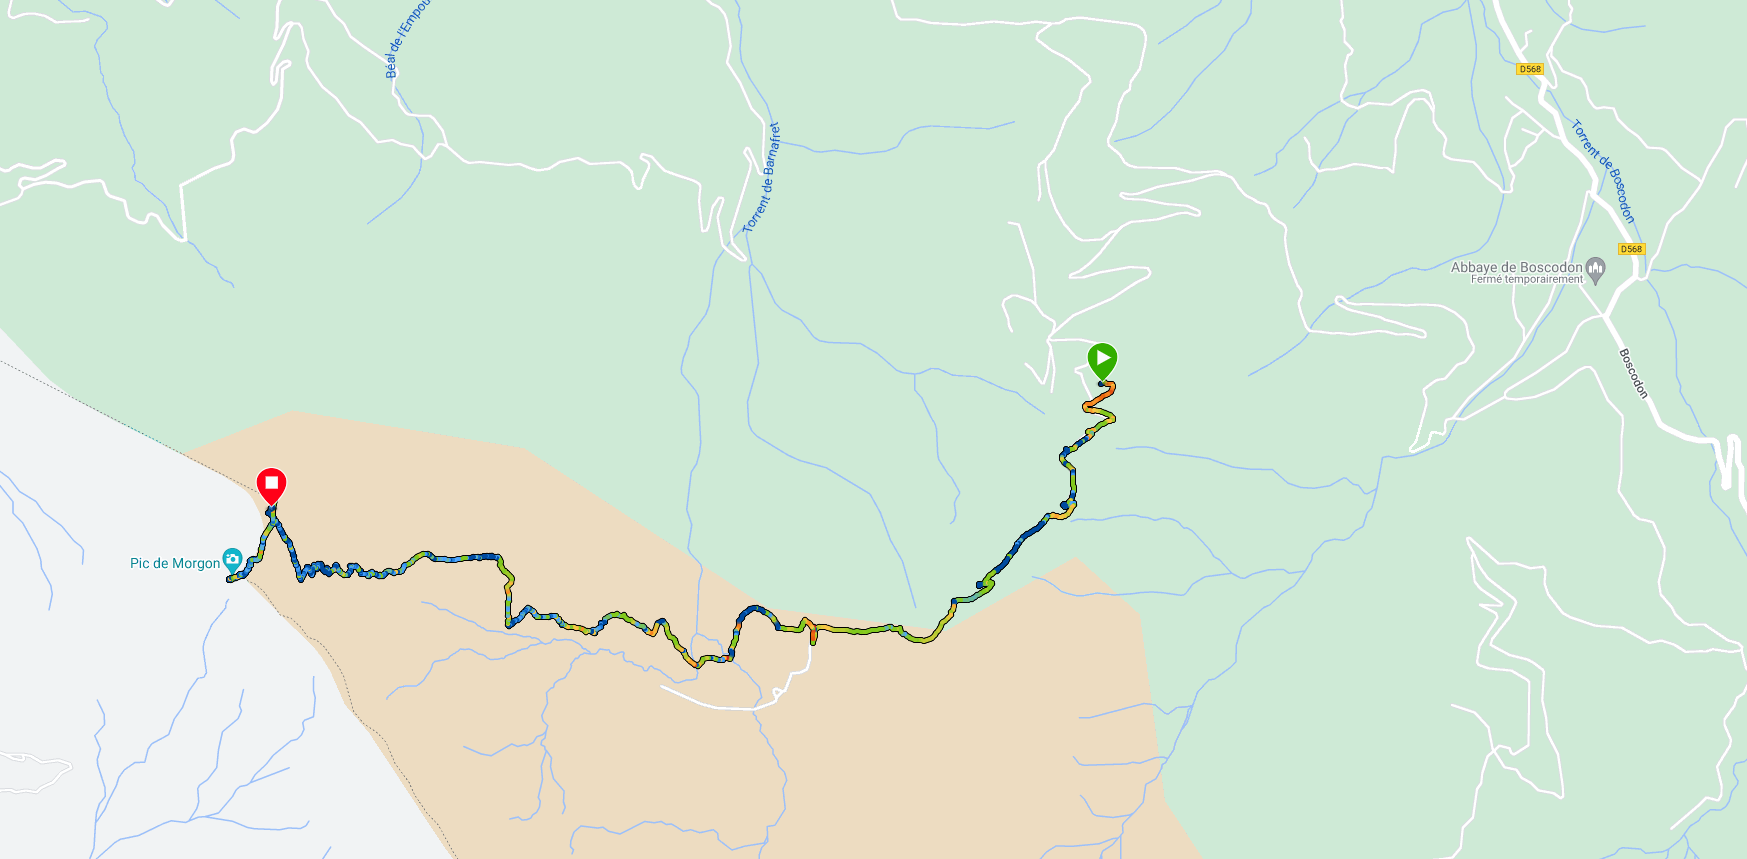 Béal de l'Empou
D568
Torrent de Barnafret
Torrent de Boscodon
D568
Abbaye de Boscodon
Fermé temporairement
Boscodon
Pic de Morgon